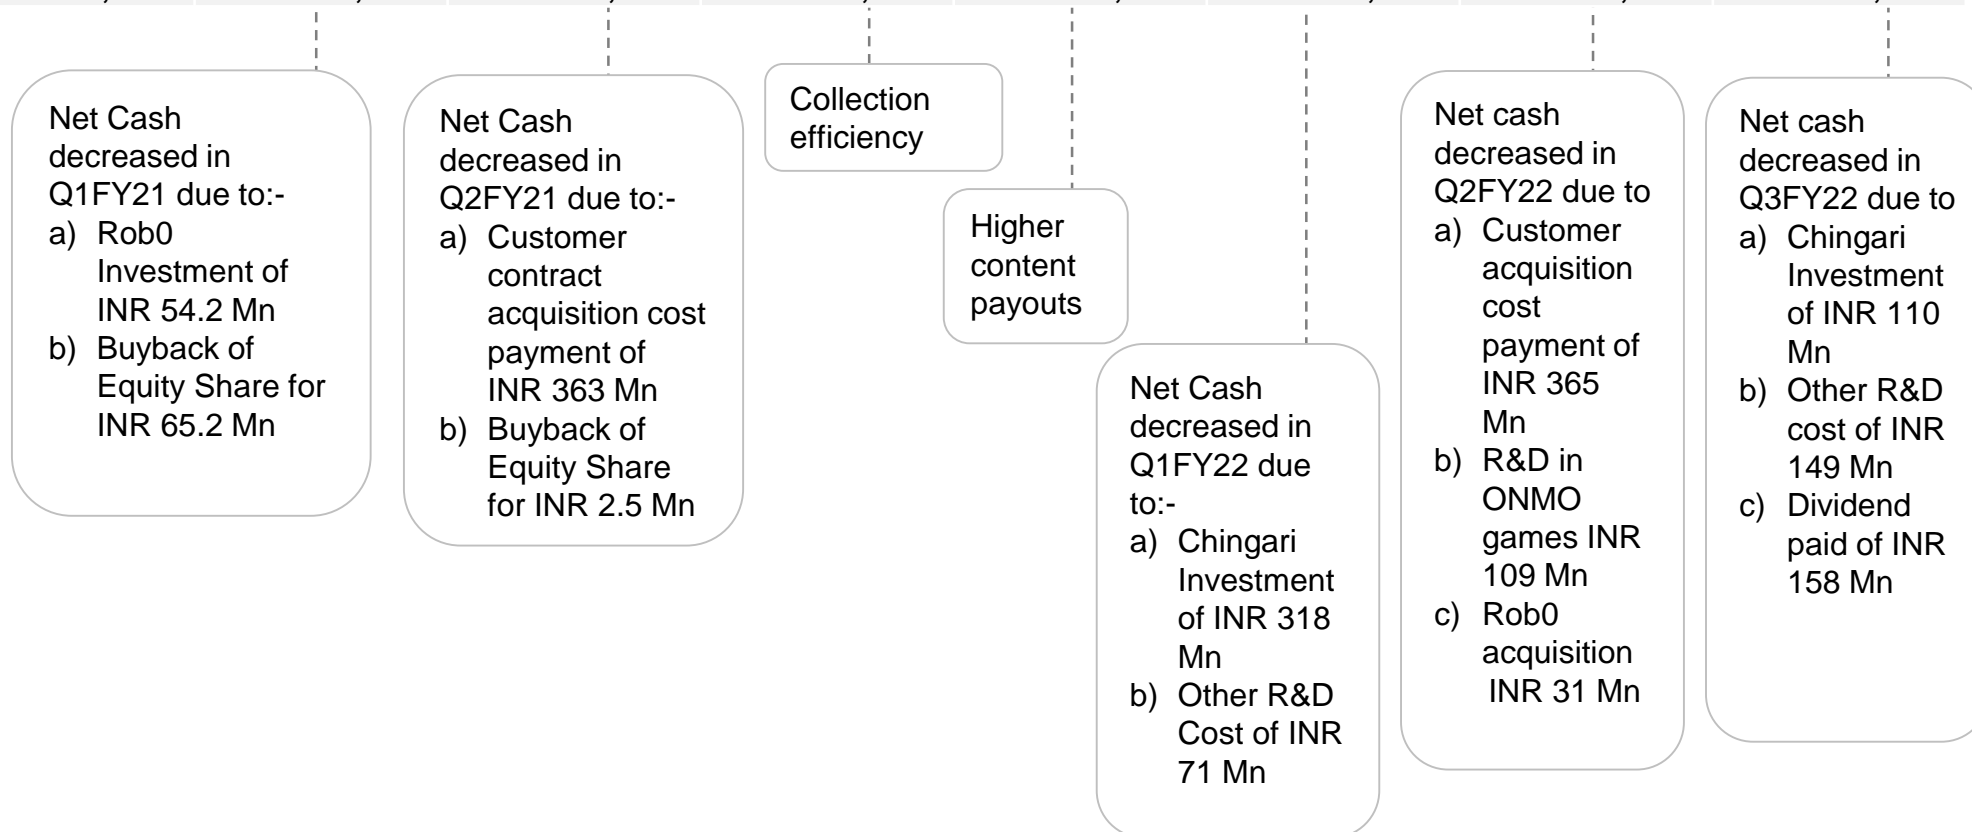 Net Cash
decreased in
Q1FY21 due to:-
a) Rob0
Investment of
INR 54.2 Mn
b) Buyback of
Equity Share for
INR 65.2 Mn
Net Cash
decreased in
Q2FY21 due to:-
a) Customer
contract
acquisition cost
payment of
INR 363 Mn
b) Buyback of
Equity Share
for INR 2.5 Mn
Collection
efficiency
Higher
content
payouts
Net Cash
decreased in
Q1FY22 due
to:-
a) Chingari
Investment
of INR 318
Mn
b) Other R&D
Cost of INR
71 Mn
Net cash
decreased in
Q2FY22 due to
a) Customer
acquisition
cost
payment of
INR 365
Mn
b) R&D in
ONMO
games INR
109 Mn
c) Rob0
acquisition
INR 31 Mn
Net cash
decreased in
Q3FY22 due to
a) Chingari
Investment
of INR 110
Mn
b) Other R&D
cost of INR
149 Mn
c) Dividend
paid of INR
158 Mn